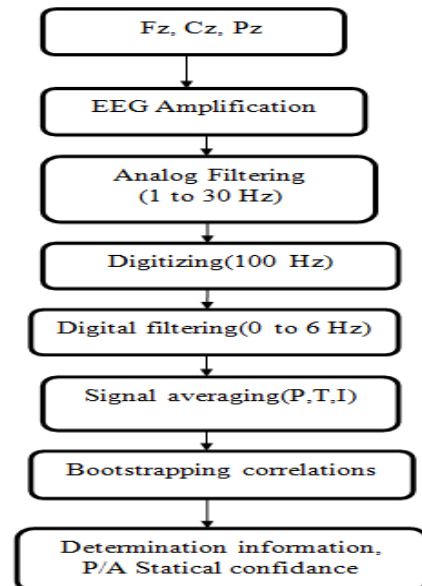 Fz, Cz, Pz
EEG Amplification
Analog Filtering
(1 to 30 Hz)
Digitizing(100 Hz)
Digital filtering(0 to 6 Hz)
Signal averaging(P,T,I)
Bootstrapping correlations
Determination information,
P/A Statical confidance